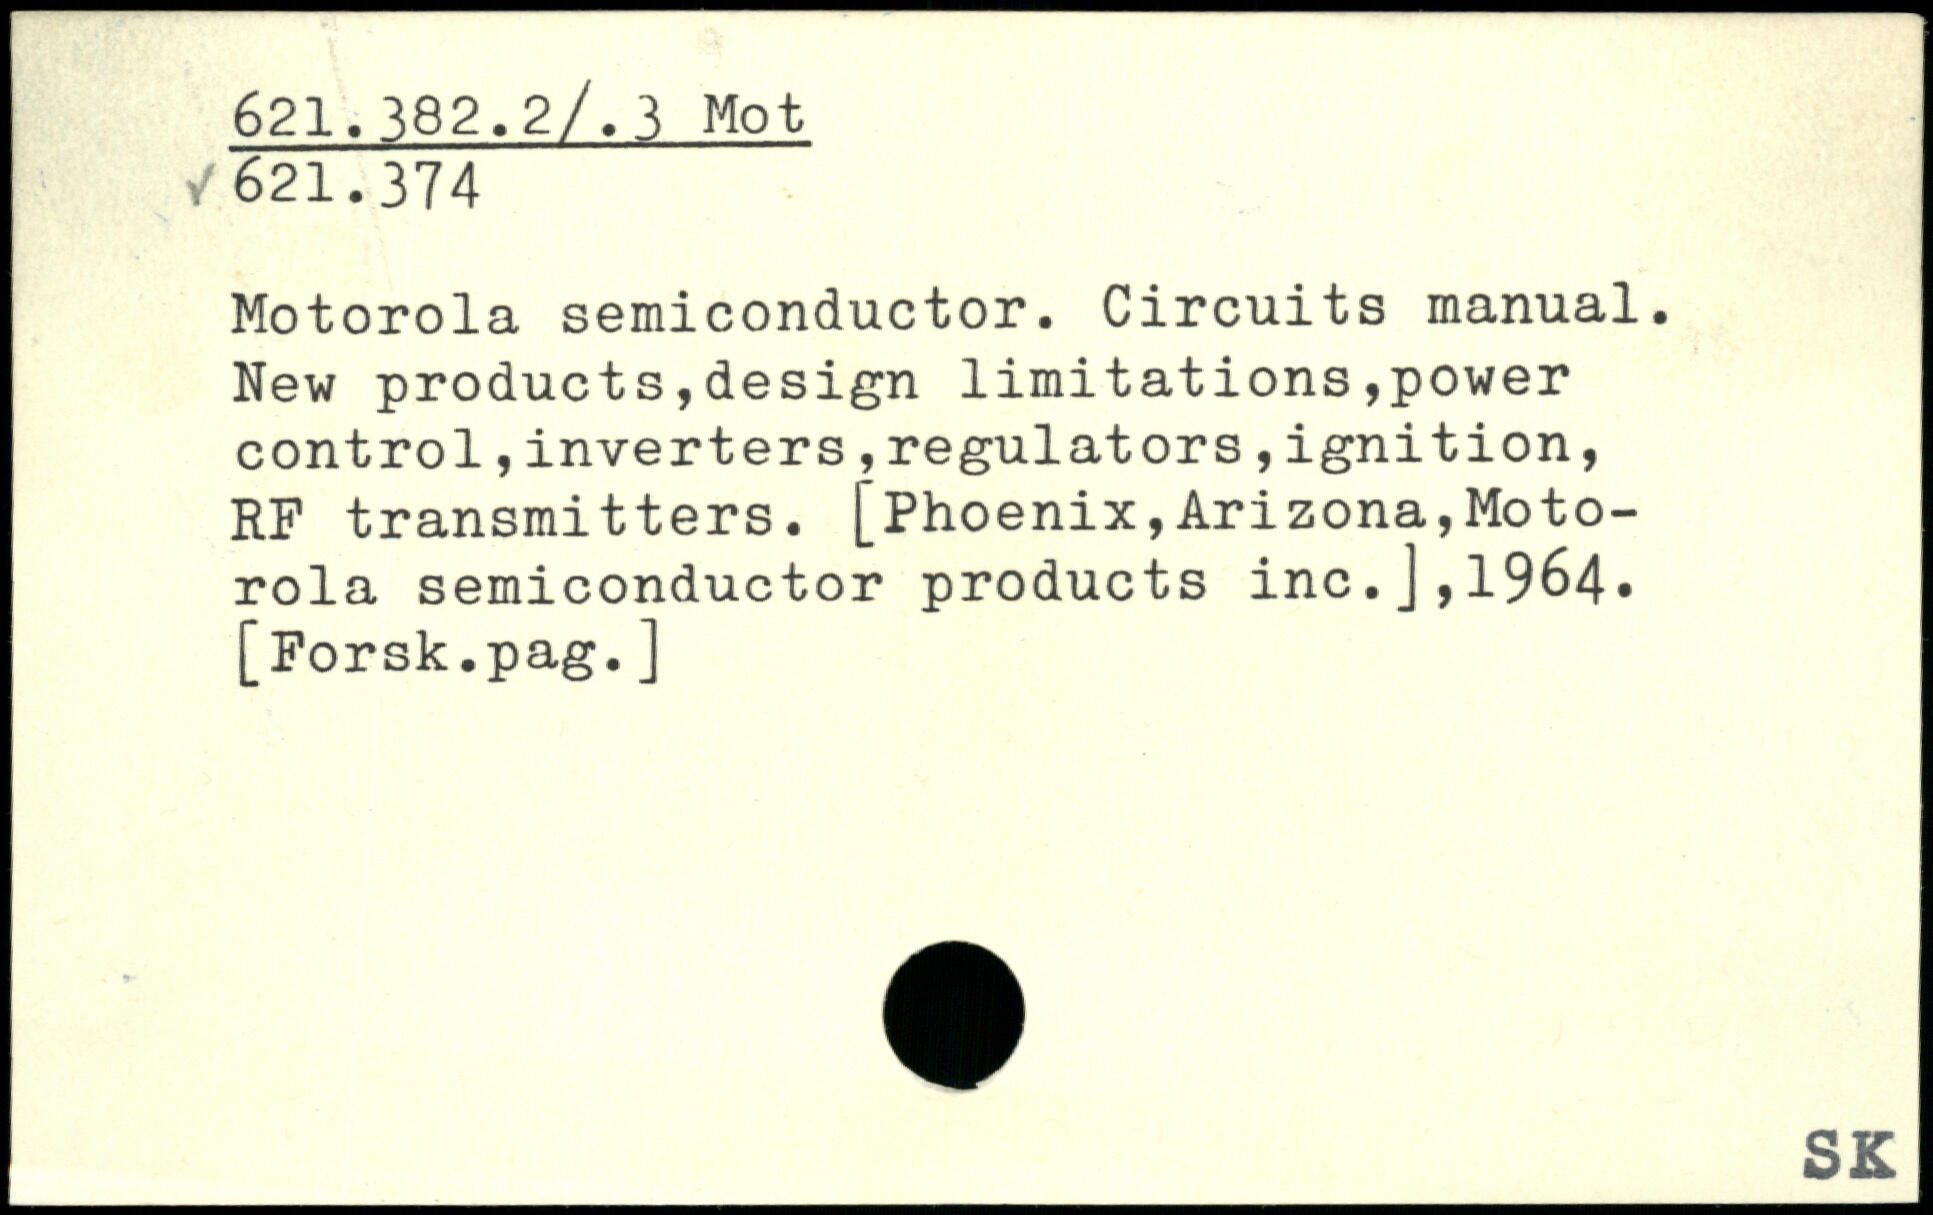 621.382.2/.3 Mot
✓ 621.374
Motorola semiconductor. Circuits manual.
New products,design limitations,power
control,inverters,regulators,ignition,
RF transmitters. [Phoenix,Arizona,Moto-
rola semiconductor products inc.],1964.
[Forsk.pag.]
SK